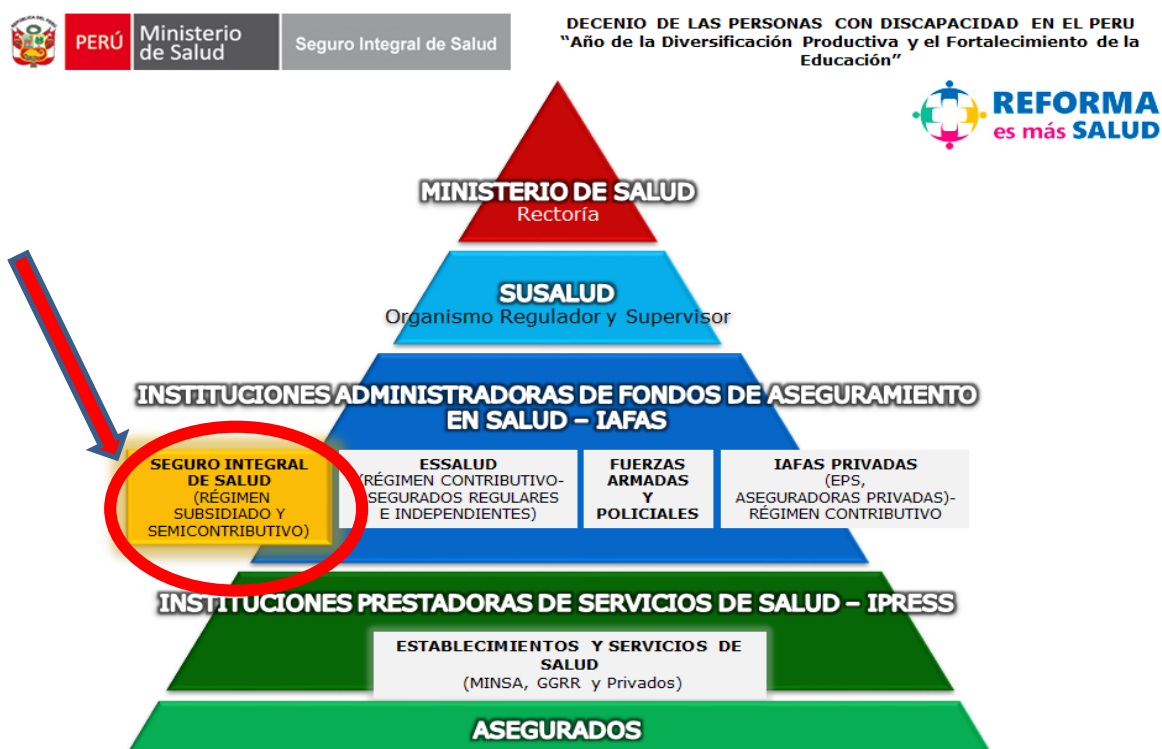 PERÚ
Ministerio
de Salud
Seguro Integral de Salud
DECENIO DE LAS PERSONAS CON DISCAPACIDAD EN EL PERU
“Año de la Diversificación Productiva y el Fortalecimiento de la
Educación”
REFORMA
es más SALUD
MINISTERIO DE SALUD
Rectoría
SUSALUD
Organismo Regulador y Supervisor
INSTITUCIONES ADMINISTRADORAS DE FONDOS DE ASEGURAMIENTO
EN SALUD – IAFAS
SEGURO INTEGRAL
DE SALUD
(RÉGIMEN
SUBSIDIADO Y
SEMICONTRIBUTIVO)
ESSALUD
(RÉGIMEN CONTRIBUTIVO-
ASEGURADOS REGULARES
E INDEPENDIENTES)
FUERZAS
ARMADAS
Y
POLICIALES
IAFAS PRIVADAS
(EPS,
ASEGURADORAS PRIVADAS)-
RÉGIMEN CONTRIBUTIVO
INSTITUCIONES PRESTADORAS DE SERVICIOS DE SALUD – IPRESS
ESTABLECIMIENTOS Y SERVICIOS DE
SALUD
(MINSA, GGRR y Privados)
ASEGURADOS